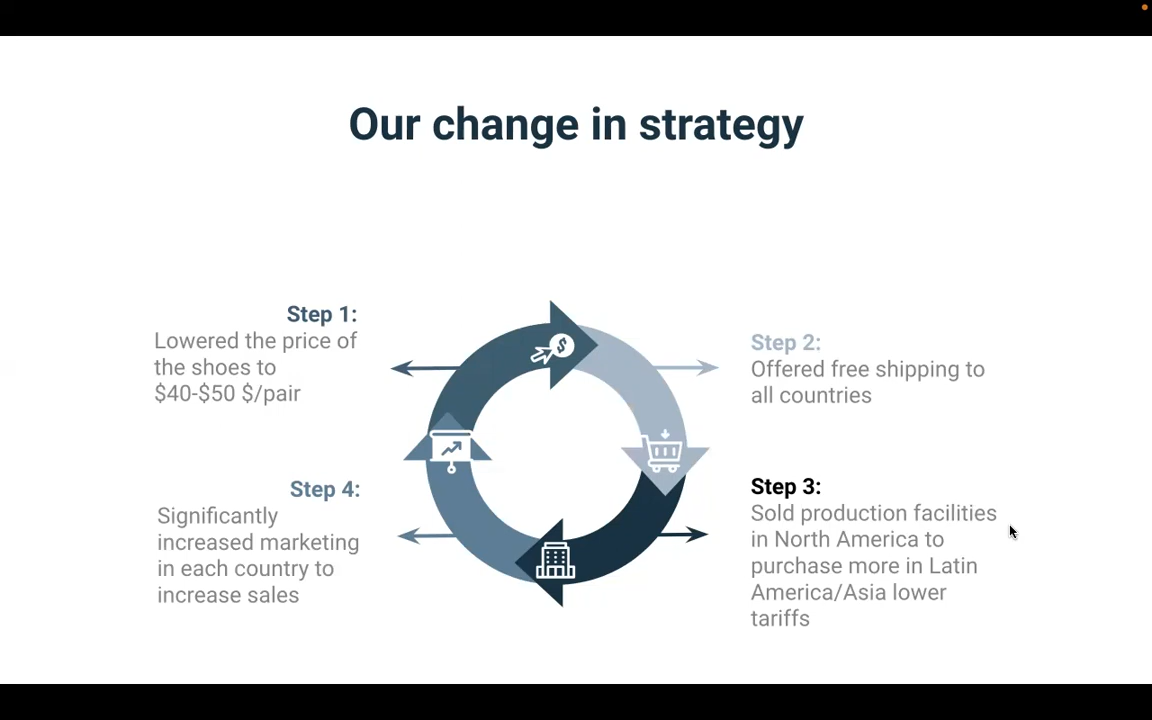 Our change in strategy
Step 1:
Lowered the price of
the shoes to
$40-$50 $/pair
Step 2:
Offered free shipping to
all countries
Step 3:
Sold production facilities
in North America to
purchase more in Latin
America/Asia lower
tariffs
Step 4:
Significantly
increased marketing
in each country to
increase sales
$